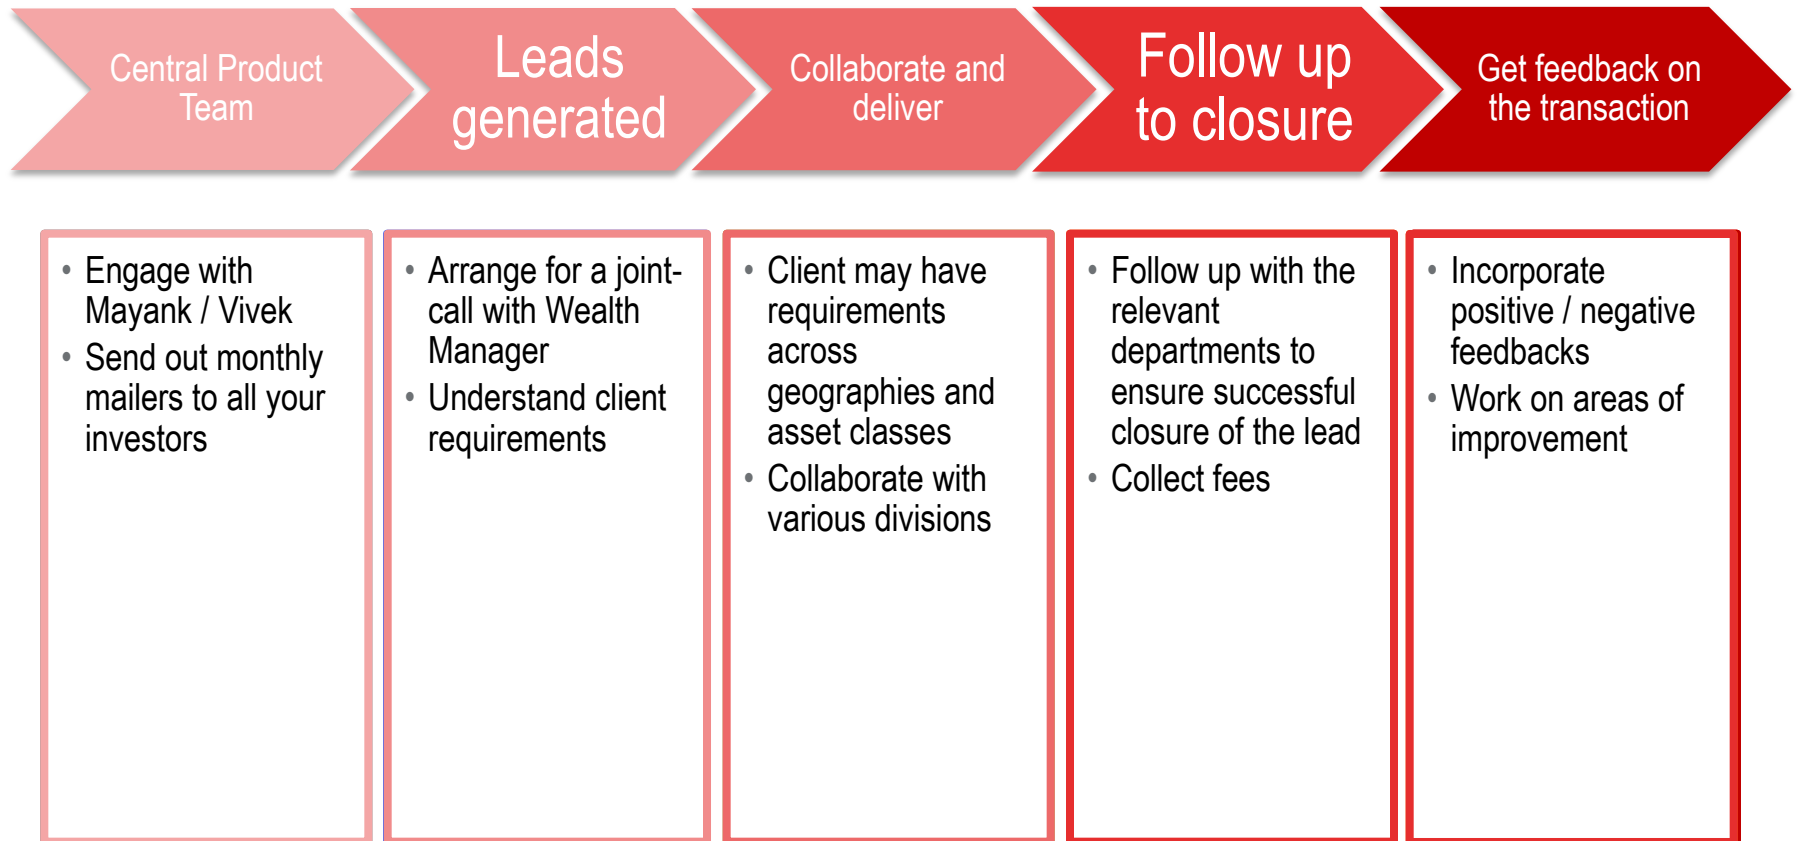 Central Product
Team
Leads
generated
Collaborate and
deliver
Follow up
to closure
Get feedback on
the transaction
• Engage with
Mayank / Vivek
• Send out monthly
mailers to all your
investors
• Arrange for a joint-
call with Wealth
Manager
• Understand client
requirements
• Client may have
requirements
across
geographies and
asset classes
• Collaborate with
various divisions
• Follow up with the
relevant
departments to
ensure successful
closure of the lead
• Collect fees
• Incorporate
positive / negative
feedbacks
• Work on areas of
improvement